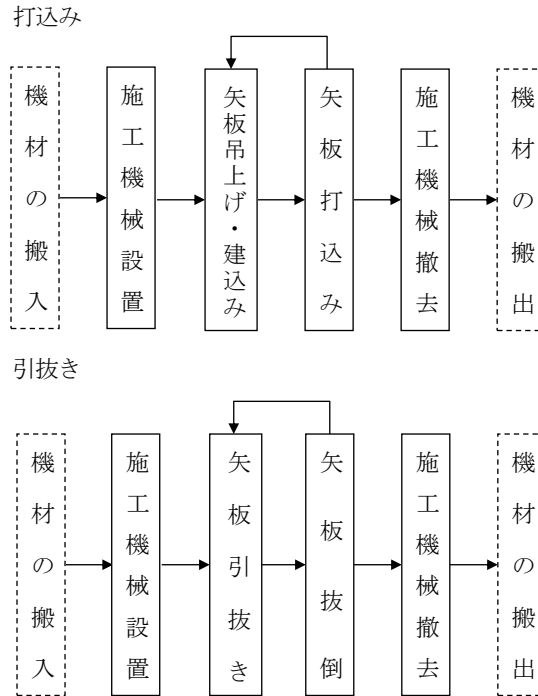 打込み
機材の搬入
施工機械設置
矢板吊上げ・建込み
矢板打込み
施工機械撤去
機材の搬出
引抜き
機材の搬入
施工機械設置
矢板引抜き
矢板抜倒
施工機械撤去
機材の搬出